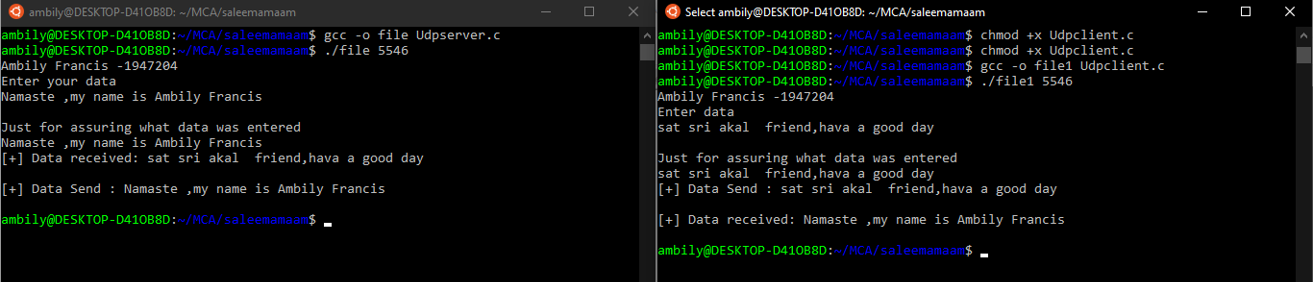 ambily@DESKTOP-D41OB8D: ~/MCA/saleemamaam
ambily@DESKTOP-D41OB8D:~/MCA/saleemamaam$ gcc -o file Udpserver.c
ambily@DESKTOP-D41OB8D:~/MCA/saleemamaam$ ./file 5546
Ambily Francis -1947204
Enter your data
Namaste ,my name is Ambily Francis
Just for assuring what data was entered
Namaste ,my name is Ambily Francis
[+] Data received: sat sri akal  friend,hava a good day
[+] Data Send : Namaste ,my name is Ambily Francis
ambily@DESKTOP-D41OB8D:~/MCA/saleemamaam$
Select ambily@DESKTOP-D41OB8D: ~/MCA/saleemamaam
ambily@DESKTOP-D41OB8D:~/MCA/saleemamaam$ chmod +x Udpclient.c
ambily@DESKTOP-D41OB8D:~/MCA/saleemamaam$ chmod +x Udpclient.c
ambily@DESKTOP-D41OB8D:~/MCA/saleemamaam$ gcc -o file1 Udpclient.c
ambily@DESKTOP-D41OB8D:~/MCA/saleemamaam$ ./file1 5546
Ambily Francis -1947204
Enter data
sat sri akal  friend,hava a good day
Just for assuring what data was entered
sat sri akal  friend,hava a good day
[+] Data Send : sat sri akal  friend,hava a good day
[+] Data received: Namaste ,my name is Ambily Francis
ambily@DESKTOP-D41OB8D:~/MCA/saleemamaam$